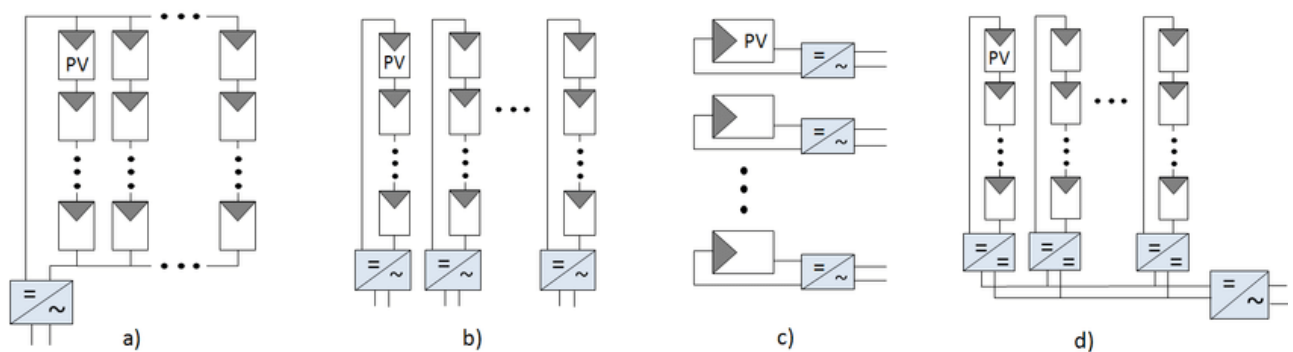 PV
PV
PV
PV
= ~
= ~
= ~
= ~
= ~
= ~
= ~
= =
= =
= =
= ~
a)
b)
c)
d)